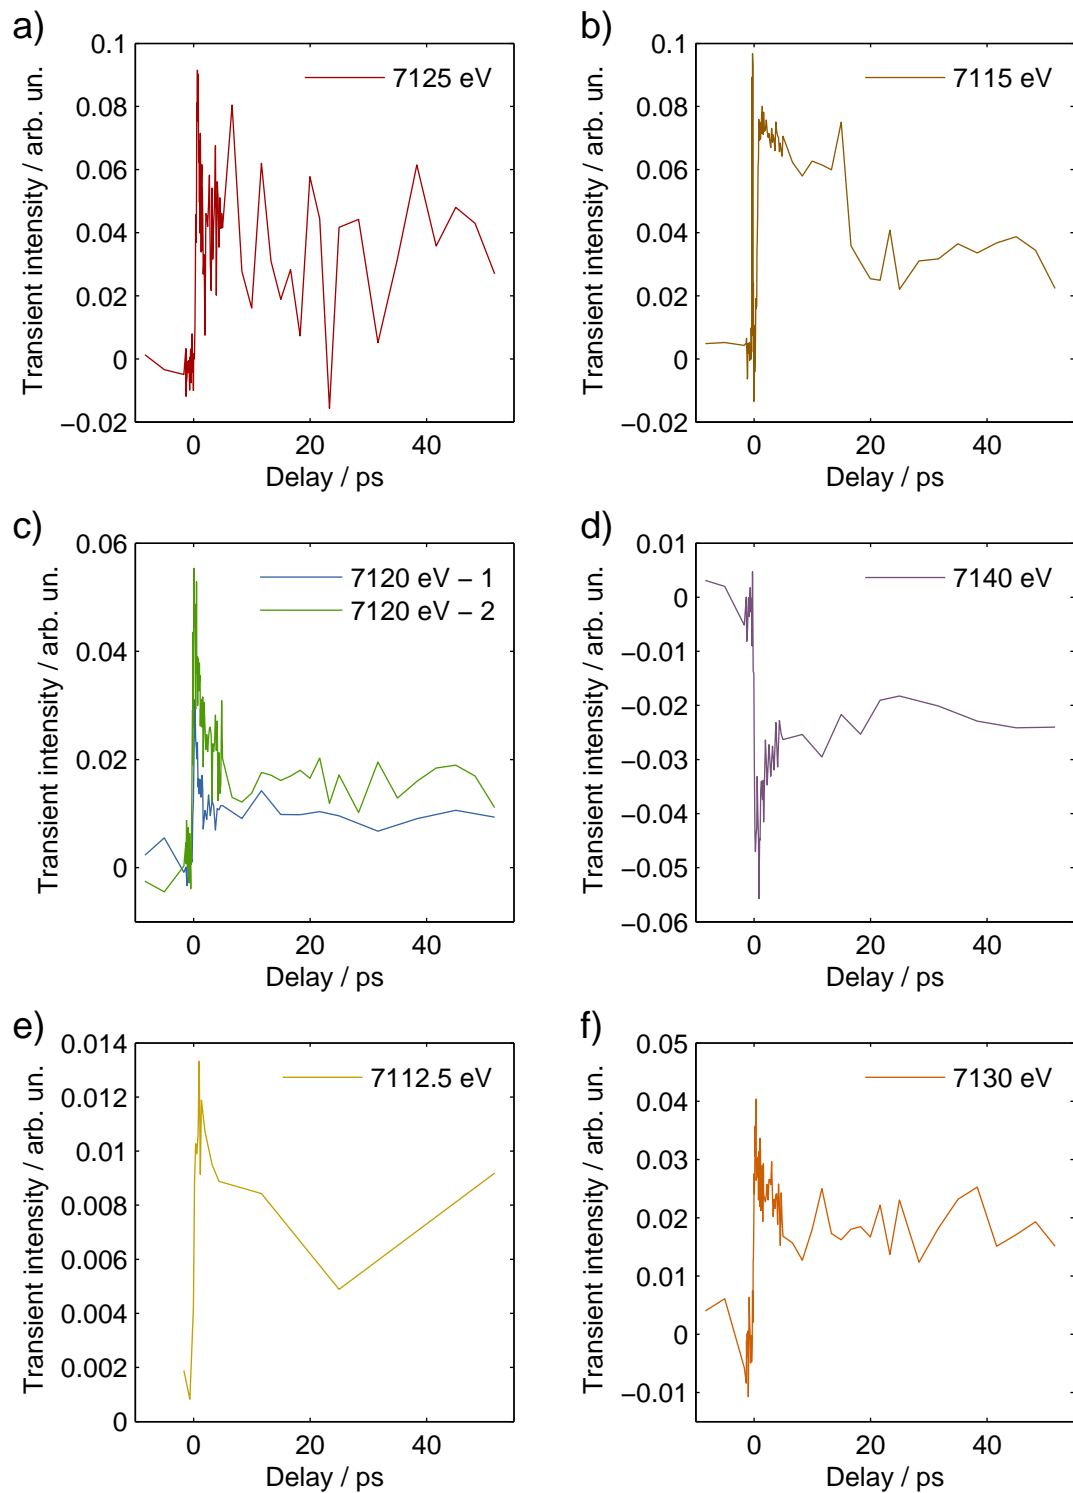 a)
Transient intensity / arb. un.
0.1
0.08
0.06
0.04
0.02
0
−0.02
7125 eV
0
20
40
Delay / ps
b)
Transient intensity / arb. un.
0.1
0.08
0.06
0.04
0.02
0
−0.02
7115 eV
0
20
40
Delay / ps
c)
Transient intensity / arb. un.
0.06
0.04
0.02
0
7120 eV − 1
7120 eV − 2
0
20
40
Delay / ps
d)
Transient intensity / arb. un.
0.01
0
−0.01
−0.02
−0.03
−0.04
−0.05
−0.06
7140 eV
0
20
40
Delay / ps
e)
Transient intensity / arb. un.
0.014
0.012
0.01
0.008
0.006
0.004
0.002
0
7112.5 eV
0
20
40
Delay / ps
f)
Transient intensity / arb. un.
0.05
0.04
0.03
0.02
0.01
0
−0.01
7130 eV
0
20
40
Delay / ps